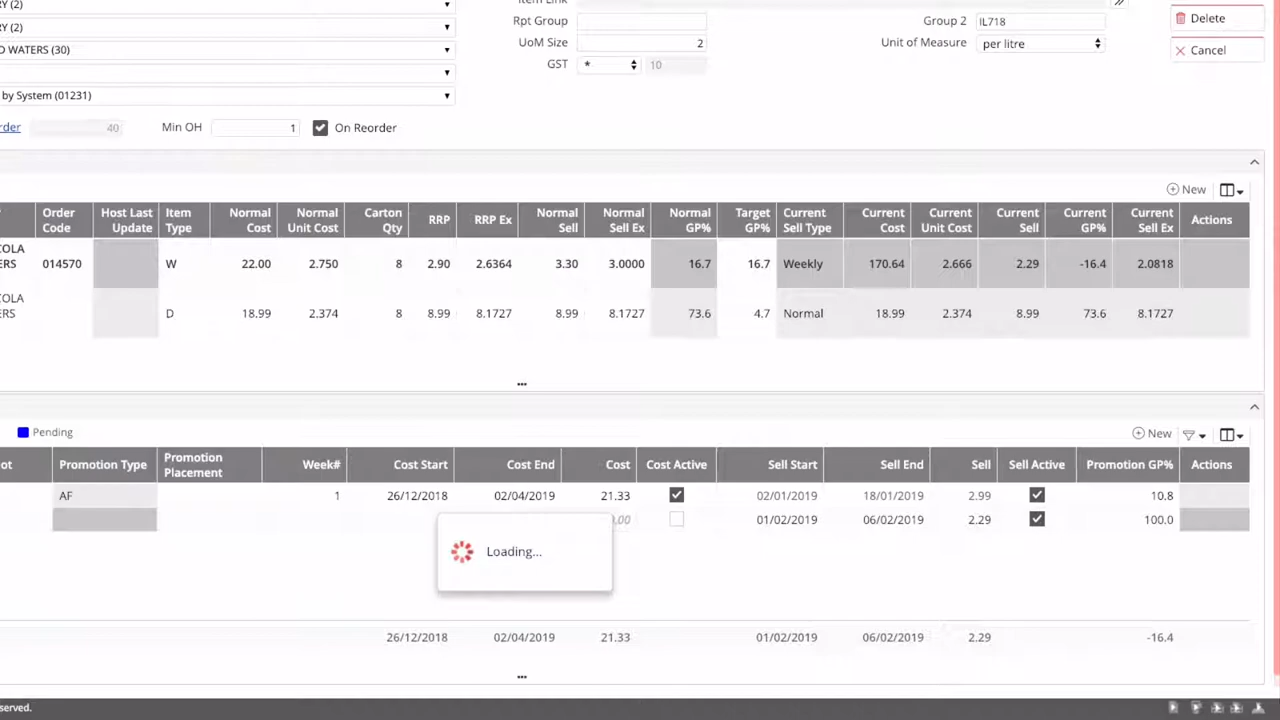 RY (2)
Item Link
Delete
Rpt Group
Group 2 IL718
RY (2)
UoM Size 2
Unit of Measure per litre
Cancel
D WATERS (30)
GST * 10
by System (01231)
rder 40 Min OH 1 On Reorder
New
Order Code Host Last Update Item Type Normal Cost Normal Unit Cost Carton Qty RRP RRP Ex Normal Sell Normal Sell Ex Normal GP% Target GP% Current Sell Type Current Cost Current Unit Cost Current Sell Current GP% Current Sell Ex Actions
COLA
ERS 014570 W 22.00 2.750 8 2.90 2.6364 3.30 3.0000 16.7 16.7 Weekly 170.64 2.666 2.29 -16.4 2.0818
COLA
ERS D 18.99 2.374 8 8.99 8.1727 8.99 8.1727 73.6 4.7 Normal 18.99 2.374 8.99 73.6 8.1727
...
Pending New
ot Promotion Type Promotion Placement Week# Cost Start Cost End Cost Cost Active Sell Start Sell End Sell Sell Active Promotion GP% Actions
AF 1 26/12/2018 02/04/2019 21.33 02/01/2019 18/01/2019 2.99 10.8
.00 01/02/2019 06/02/2019 2.29 100.0
Loading...
26/12/2018 02/04/2019 21.33 01/02/2019 06/02/2019 2.29 -16.4
...
served.